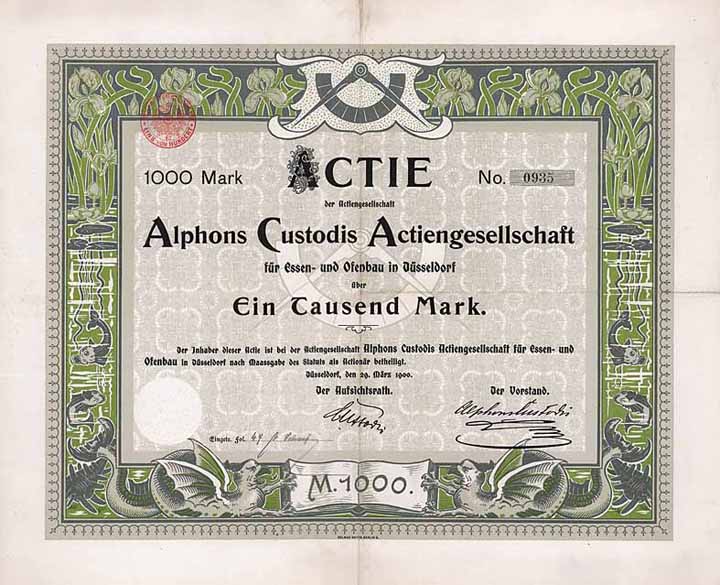 1000 Mark ACTIE No. 0935
der Actiengesellschaft
Alphons Custodis Actiengesellschaft
für Essen- und Ofenbau in Düsseldorf
über
Ein Tausend Mark.
Der Inhaber dieser Actie ist bei der Actiengesellschaft Alphons Custodis Actiengesellschaft für Essen- und
Ofenbau in Düsseldorf nach Maassgabe des Statuts als Actionär betheiligt.
Düsseldorf, den 29. März 1900.
Der Aufsichtsrath. Der Vorstand.
Custodis Alphons Custodis
Eingetr. Fol. 47
M. 1000.